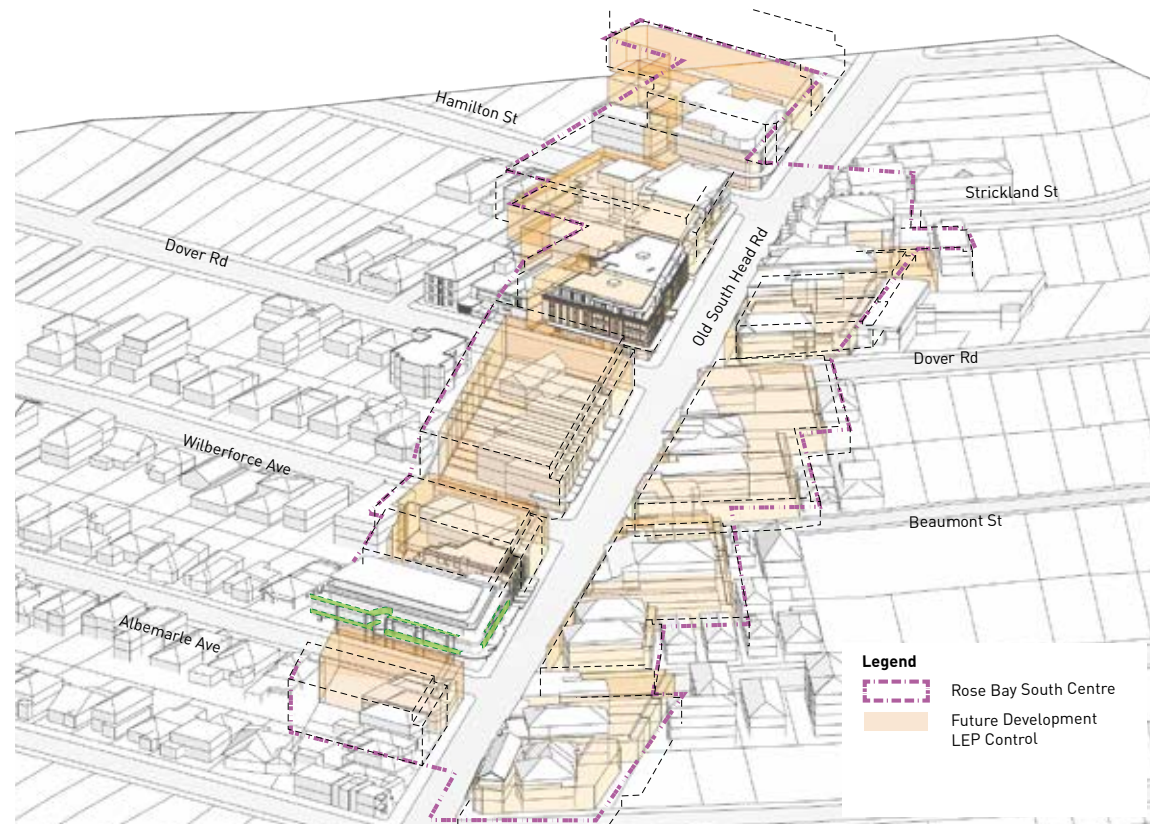 Hamilton St
Strickland St
Dover Rd
Old South Head Rd
Dover Rd
Wilberforce Ave
Beaumont St
Albemarle Ave
Legend
Rose Bay South Centre
Future Development
LEP Control